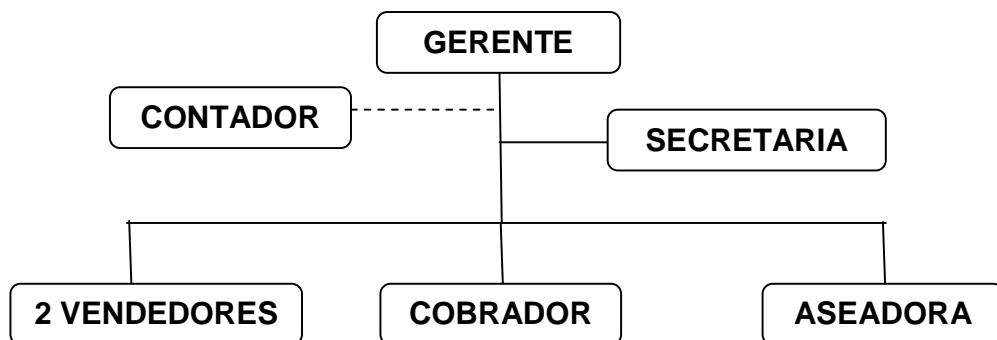 GERENTE
CONTADOR
SECRETARIA
2 VENDEDORES
COBRADOR
ASEADORA